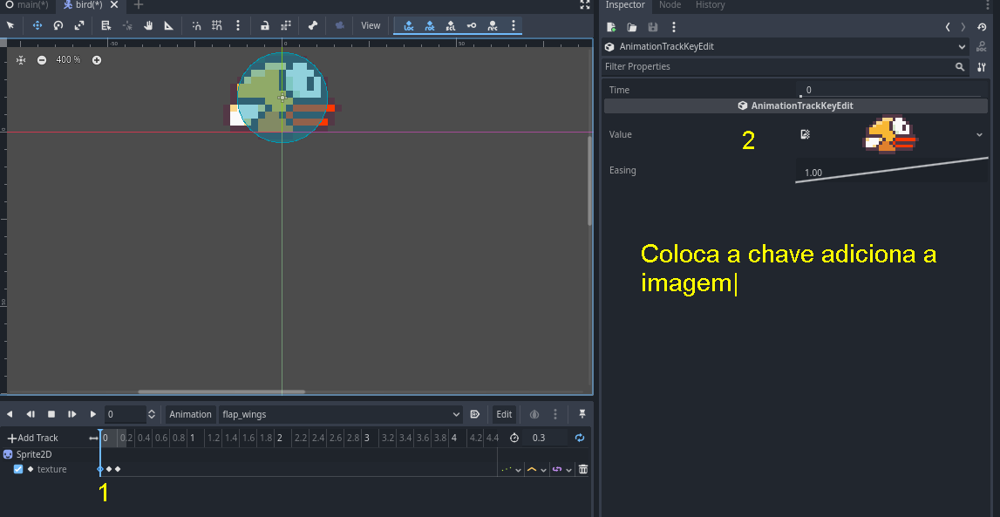 main(*)
bird(*)
Inspector Node History
View
Loc rot scl rec
-50 0 50
400 %
AnimationTrackKeyEdit
Filter Properties
Time 0
AnimationTrackKeyEdit
Value
2
Easing 1.00
Coloca a chave adiciona a
imagem
0 Animation flap_wings Edit
Add Track 0 0.2 0.4 0.6 0.8 1 1.2 1.4 1.6 1.8 2 2.2 2.4 2.6 2.8 3 3.2 3.4 3.6 3.8 4 4.2 4.4 0.3
Sprite2D
texture
1